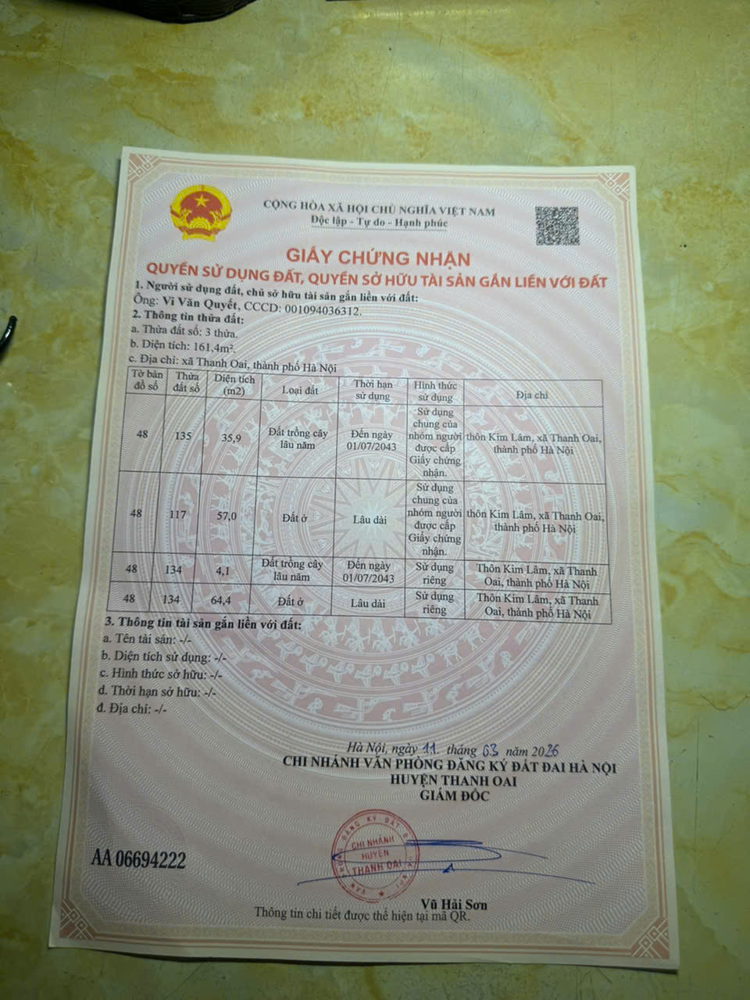 CỘNG HÒA XÃ HỘI CHỦ NGHĨA VIỆT NAM
Độc lập - Tự do - Hạnh phúc
GIẤY CHỨNG NHẬN
QUYỀN SỬ DỤNG ĐẤT, QUYỀN SỞ HỮU TÀI SẢN GẮN LIỀN VỚI ĐẤT
1. Người sử dụng đất, chủ sở hữu tài sản gắn liền với đất:
Ông: Vi Văn Quyết, CCCD: 001094036312.
2. Thông tin thửa đất:
a. Thửa đất số: 3 thửa.
b. Diện tích: 161,4m².
c. Địa chỉ: xã Thanh Oai, thành phố Hà Nội
Tờ bản đồ số | Thửa đất số | Diện tích (m2) | Loại đất | Thời hạn sử dụng | Hình thức sử dụng | Địa chỉ
48 | 135 | 35,9 | Đất trồng cây lâu năm | Đến ngày 01/07/2043 | Sử dụng chung của nhóm người được cấp Giấy chứng nhận. | thôn Kim Lâm, xã Thanh Oai, thành phố Hà Nội
48 | 117 | 57,0 | Đất ở | Lâu dài | Sử dụng chung của nhóm người được cấp Giấy chứng nhận. | thôn Kim Lâm, xã Thanh Oai, thành phố Hà Nội
48 | 134 | 4,1 | Đất trồng cây lâu năm | Đến ngày 01/07/2043 | Sử dụng riêng | Thôn Kim Lâm, xã Thanh Oai, thành phố Hà Nội
48 | 134 | 64,4 | Đất ở | Lâu dài | Sử dụng riêng | Thôn Kim Lâm, xã Thanh Oai, thành phố Hà Nội
3. Thông tin tài sản gắn liền với đất:
a. Tên tài sản: -/-
b. Diện tích sử dụng: -/-
c. Hình thức sở hữu: -/-
d. Thời hạn sở hữu: -/-
đ. Địa chỉ: -/-
Hà Nội, ngày 11. tháng 03 năm 2026
CHI NHÁNH VĂN PHÒNG ĐĂNG KÝ ĐẤT ĐAI HÀ NỘI
HUYỆN THANH OAI
GIÁM ĐỐC
CHI NHÁNH
HUYỆN
THANH OAI
AA 06694222
Vũ Hải Sơn
Thông tin chi tiết được thể hiện tại mã QR.